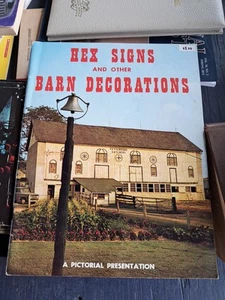 HEX SIGNS
AND OTHER
BARN DECORATIONS
A PICTORIAL PRESENTATION